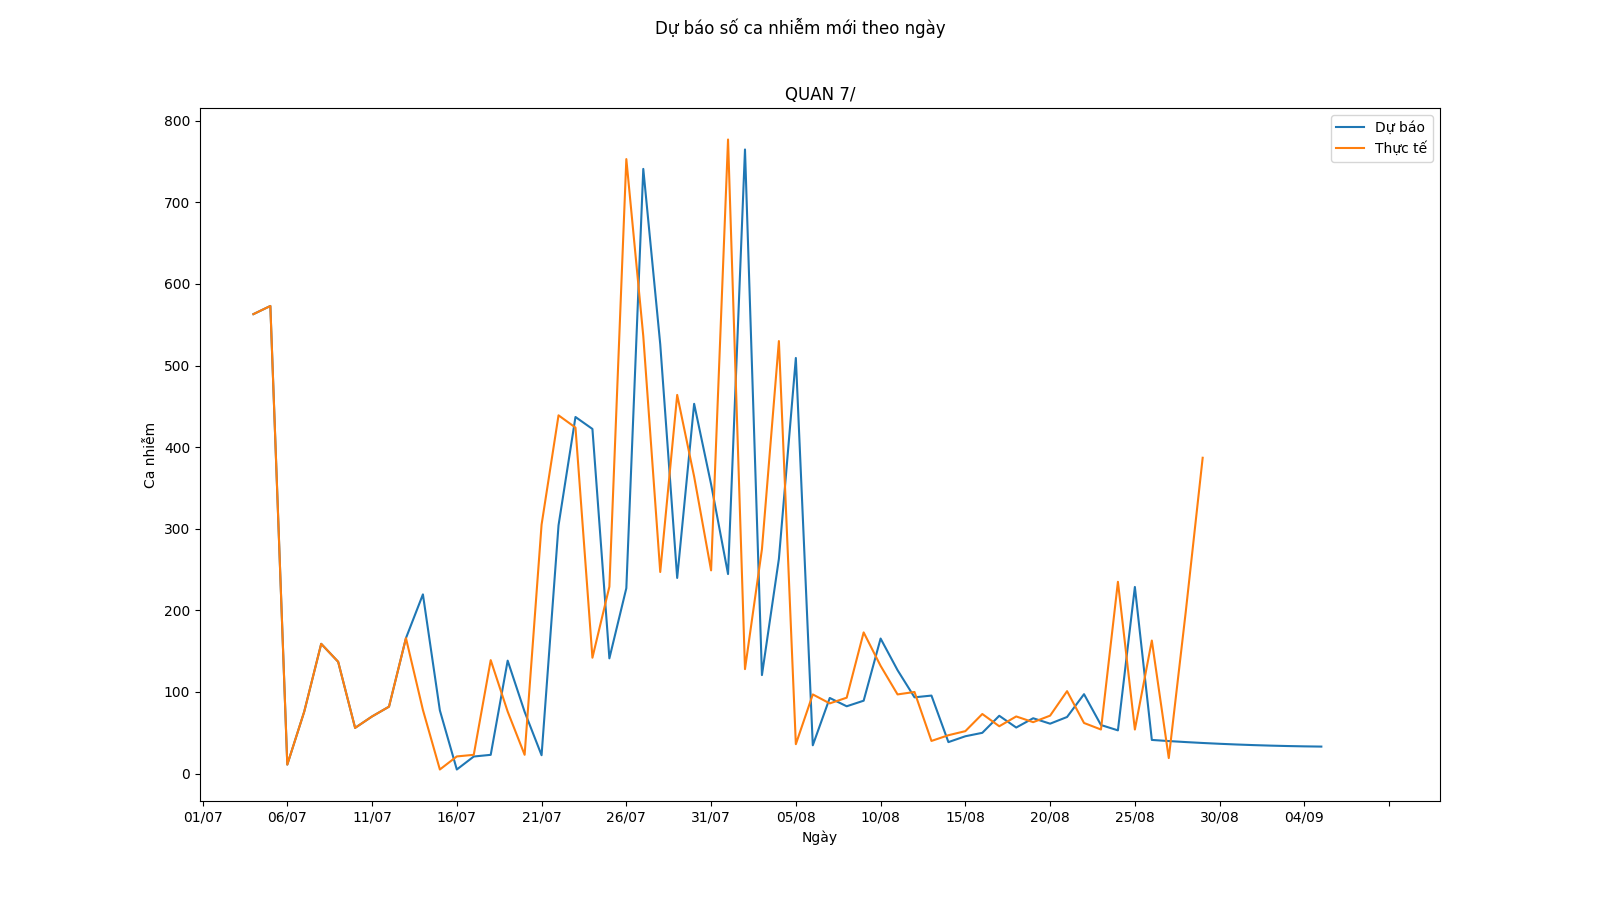 Dự báo số ca nhiễm mới theo ngày
QUAN 7/
Dự báo
Thực tế
800
700
600
500
400
300
200
100
0
Ca nhiễm
01/07 06/07 11/07 16/07 21/07 26/07 31/07 05/08 10/08 15/08 20/08 25/08 30/08 04/09
Ngày